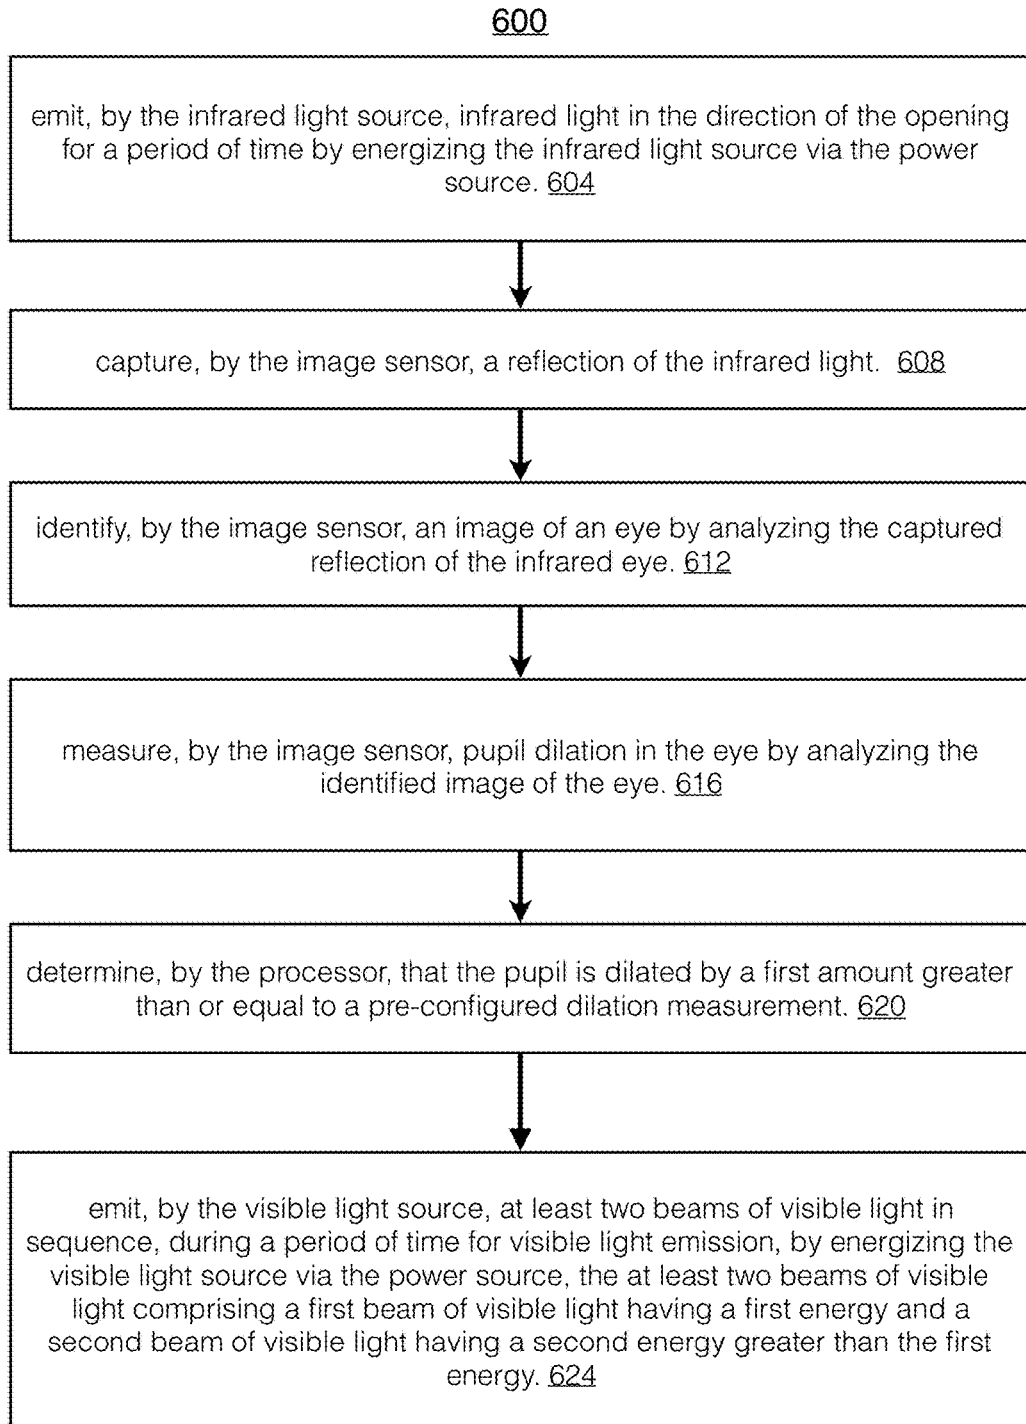 600
emit, by the infrared light source, infrared light in the direction of the opening
for a period of time by energizing the infrared light source via the power
source. 604
capture, by the image sensor, a reflection of the infrared light. 608
identify, by the image sensor, an image of an eye by analyzing the captured
reflection of the infrared eye. 612
measure, by the image sensor, pupil dilation in the eye by analyzing the
identified image of the eye. 616
determine, by the processor, that the pupil is dilated by a first amount greater
than or equal to a pre-configured dilation measurement. 620
emit, by the visible light source, at least two beams of visible light in
sequence, during a period of time for visible light emission, by energizing the
visible light source via the power source, the at least two beams of visible
light comprising a first beam of visible light having a first energy and a
second beam of visible light having a second energy greater than the first
energy. 624